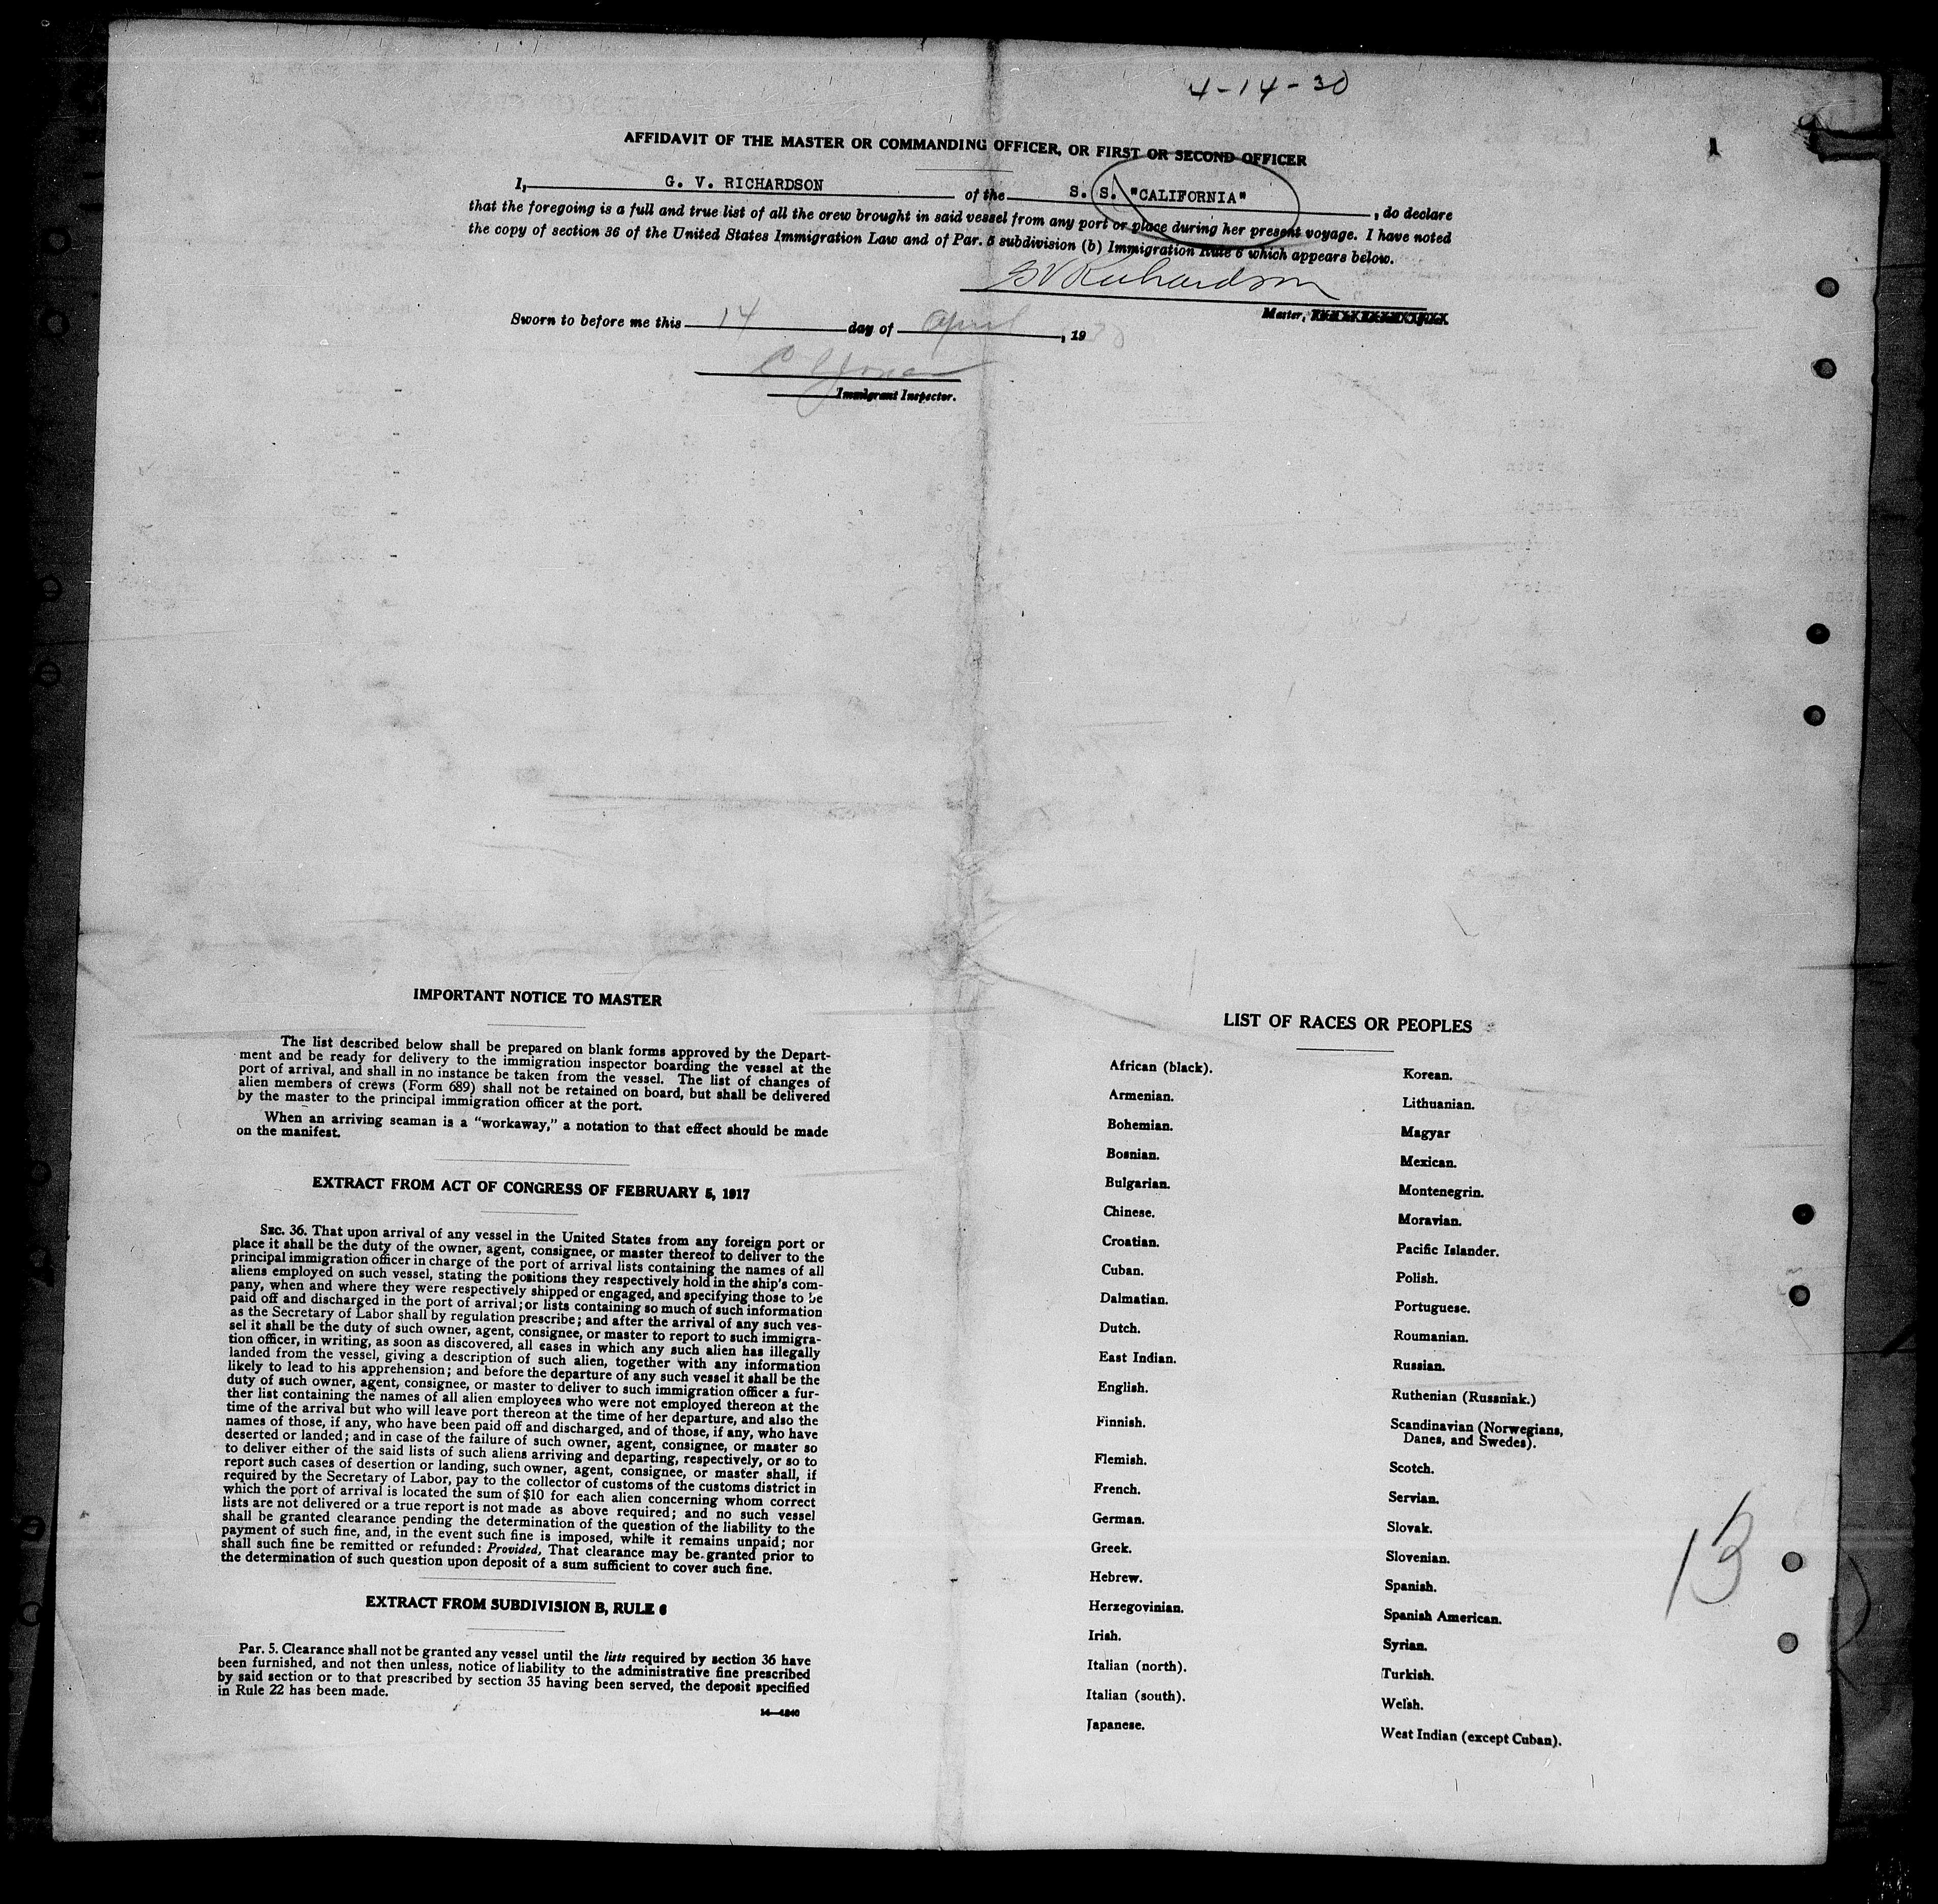 4-14-30
1
AFFIDAVIT OF THE MASTER OR COMMANDING OFFICER, OR FIRST OR SECOND OFFICER
I, G. V. RICHARDSON of the S. S. "CALIFORNIA", do declare
that the foregoing is a full and true list of all the crew brought in said vessel from any port or place during her present voyage. I have noted
the copy of section 36 of the United States Immigration Law and of Par. 5 subdivision (b) Immigration Rule 6 which appears below.
G V Richardson
Master,
Sworn to before me this 14 day of April, 1930
Immigrant Inspector.
IMPORTANT NOTICE TO MASTER
The list described below shall be prepared on blank forms approved by the Depart-
ment and be ready for delivery to the immigration inspector boarding the vessel at the
port of arrival, and shall in no instance be taken from the vessel. The list of changes of
alien members of crews (Form 689) shall not be retained on board, but shall be delivered
by the master to the principal immigration officer at the port.
When an arriving seaman is a "workaway," a notation to that effect should be made
on the manifest.
EXTRACT FROM ACT OF CONGRESS OF FEBRUARY 5, 1917
SEC. 36. That upon arrival of any vessel in the United States from any foreign port or
place it shall be the duty of the owner, agent, consignee, or master thereof to deliver to the
principal immigration officer in charge of the port of arrival lists containing the names of all
aliens employed on such vessel, stating the positions they respectively hold in the ship's com-
pany, when and where they were respectively shipped or engaged, and specifying those to be
paid off and discharged in the port of arrival; or lists containing so much of such information
as the Secretary of Labor shall by regulation prescribe; and after the arrival of any such ves-
sel it shall be the duty of such owner, agent, consignee, or master to report to such immigra-
tion officer, in writing, as soon as discovered, all cases in which any such alien has illegally
landed from the vessel, giving a description of such alien, together with any information
likely to lead to his apprehension; and before the departure of any such vessel it shall be the
duty of such owner, agent, consignee, or master to deliver to such immigration officer a fur-
ther list containing the names of all alien employees who were not employed thereon at the
time of the arrival but who will leave port thereon at the time of her departure, and also the
names of those, if any, who have been paid off and discharged, and of those, if any, who have
deserted or landed; and in case of the failure of such owner, agent, consignee, or master so
to deliver either of the said lists of such aliens arriving and departing, respectively, or so to
report such cases of desertion or landing, such owner, agent, consignee, or master shall, if
required by the Secretary of Labor, pay to the collector of customs of the customs district in
which the port of arrival is located the sum of $10 for each alien concerning whom correct
lists are not delivered or a true report is not made as above required; and no such vessel
shall be granted clearance pending the determination of the question of the liability to the
payment of such fine, and, in the event such fine is imposed, while it remains unpaid; nor
shall such fine be remitted or refunded: Provided, That clearance may be granted prior to
the determination of such question upon deposit of a sum sufficient to cover such fine.
EXTRACT FROM SUBDIVISION B, RULE 6
Par. 5. Clearance shall not be granted any vessel until the lists required by section 36 have
been furnished, and not then unless, notice of liability to the administrative fine prescribed
by said section or to that prescribed by section 35 having been served, the deposit specified
in Rule 22 has been made.
14—4240
LIST OF RACES OR PEOPLES
African (black).
Armenian.
Bohemian.
Bosnian.
Bulgarian.
Chinese.
Croatian.
Cuban.
Dalmatian.
Dutch.
East Indian.
English.
Finnish.
Flemish.
French.
German.
Greek.
Hebrew.
Herzegovinian.
Irish.
Italian (north).
Italian (south).
Japanese.
Korean.
Lithuanian.
Magyar
Mexican.
Montenegrin.
Moravian.
Pacific Islander.
Polish.
Portuguese.
Roumanian.
Russian.
Ruthenian (Russniak.)
Scandinavian (Norwegians,
Danes, and Swedes).
Scotch.
Servian.
Slovak.
Slovenian.
Spanish.
Spanish American.
Syrian.
Turkish.
Welsh.
West Indian (except Cuban).
13